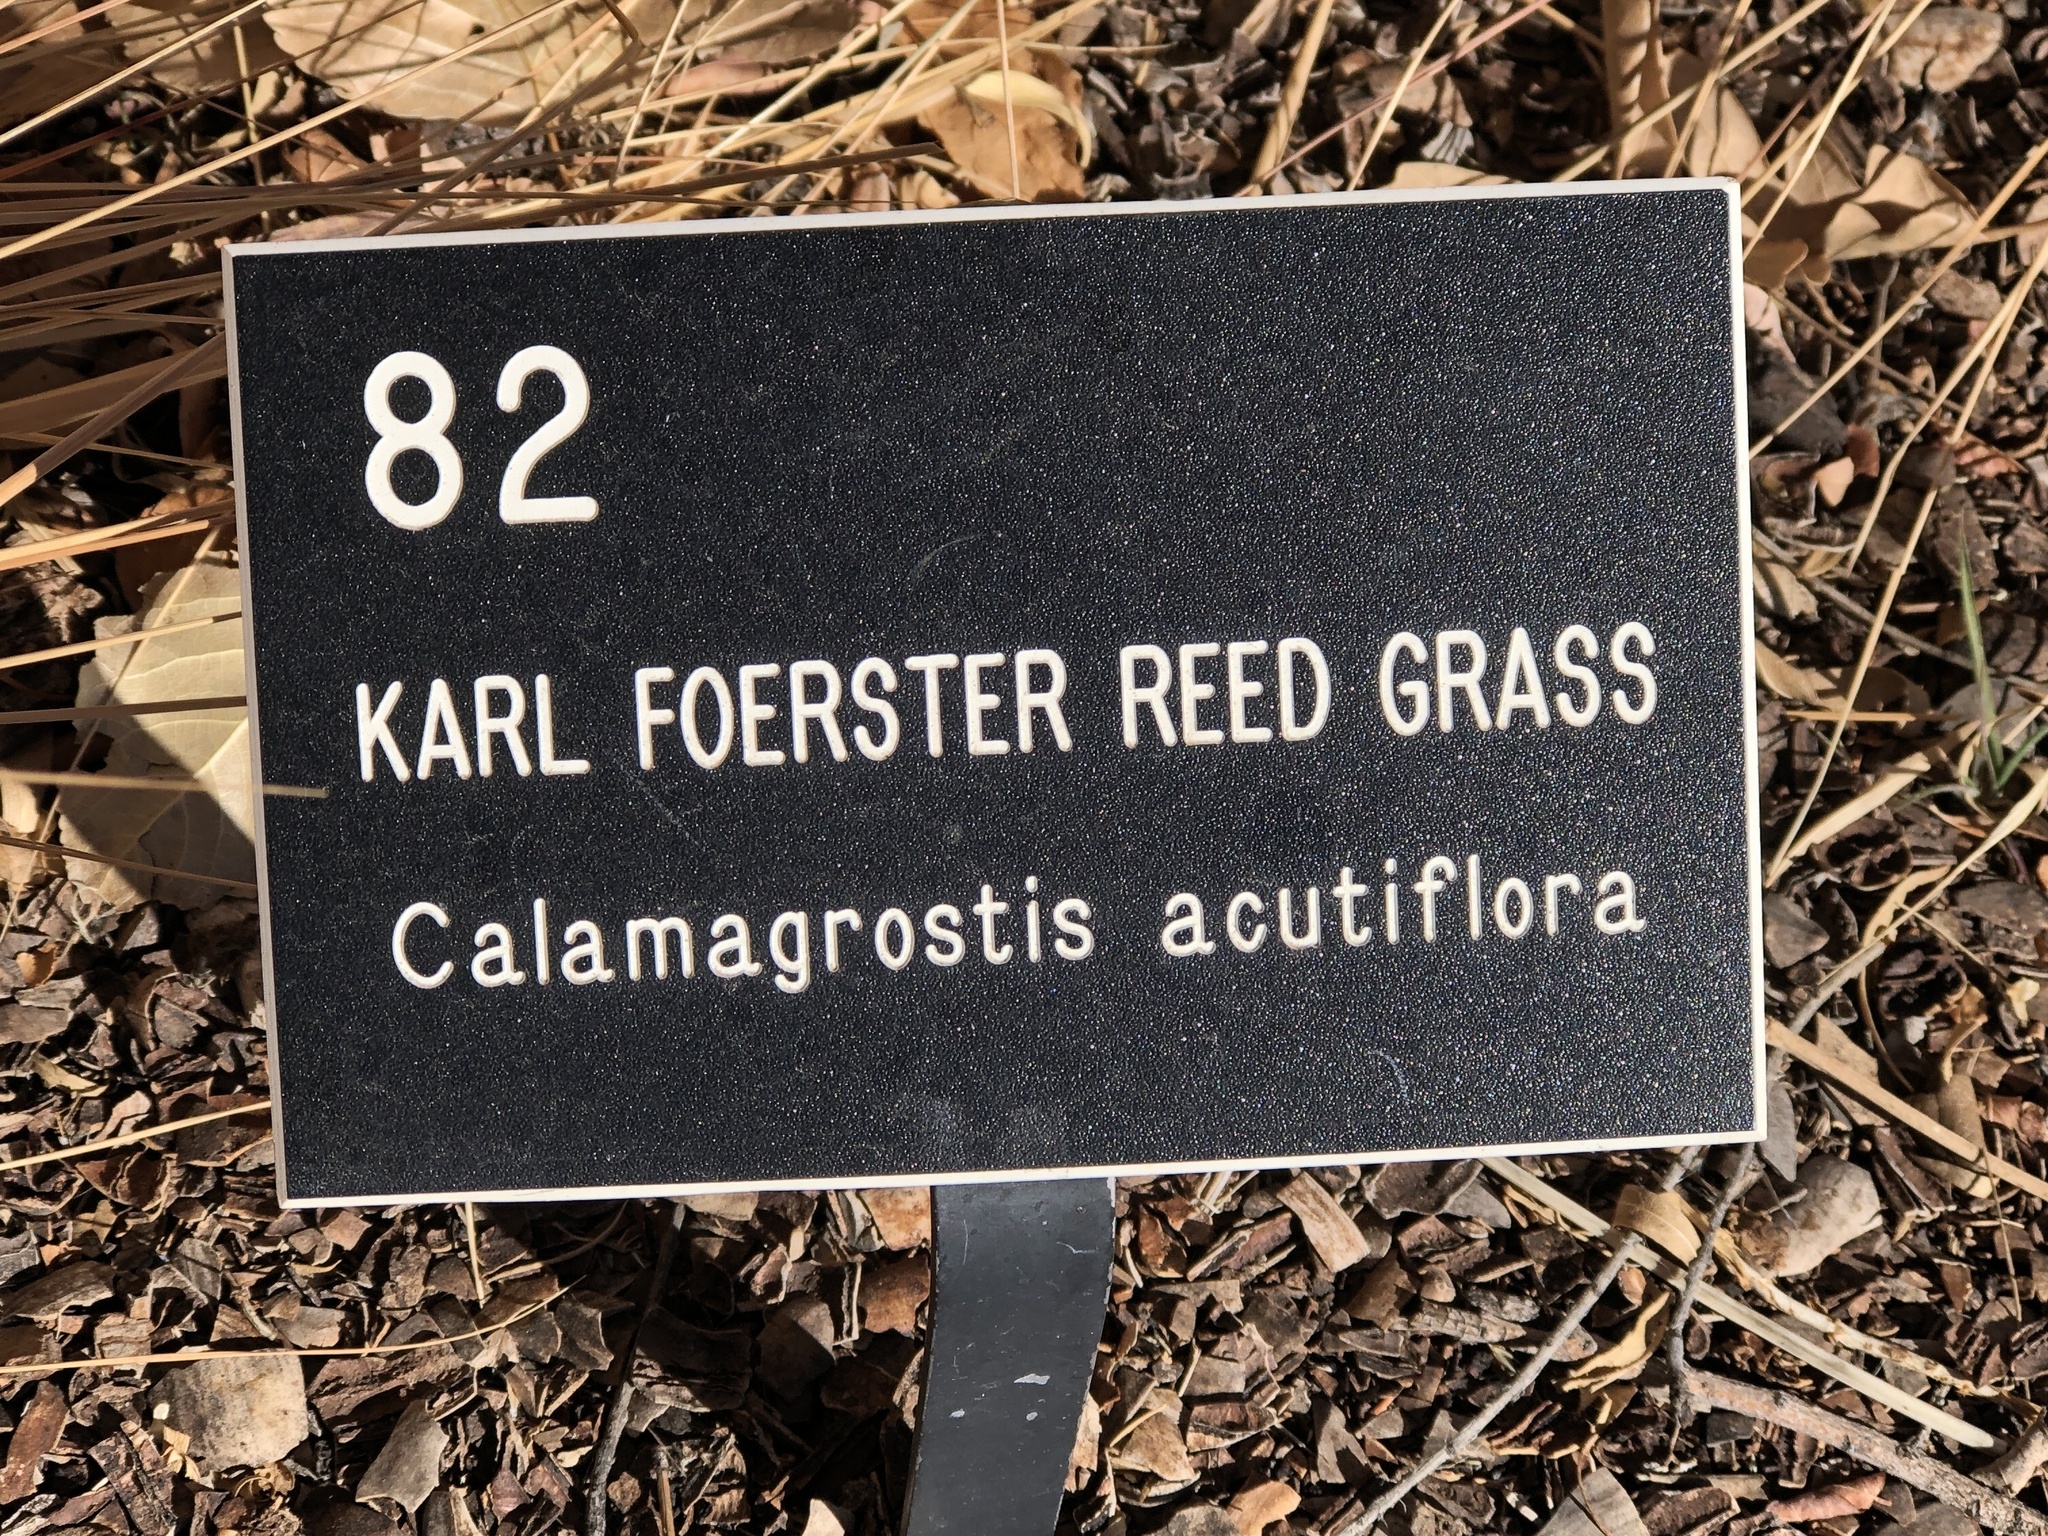 82
KARL FOERSTER REED GRASS
Calamagrostis acutiflora